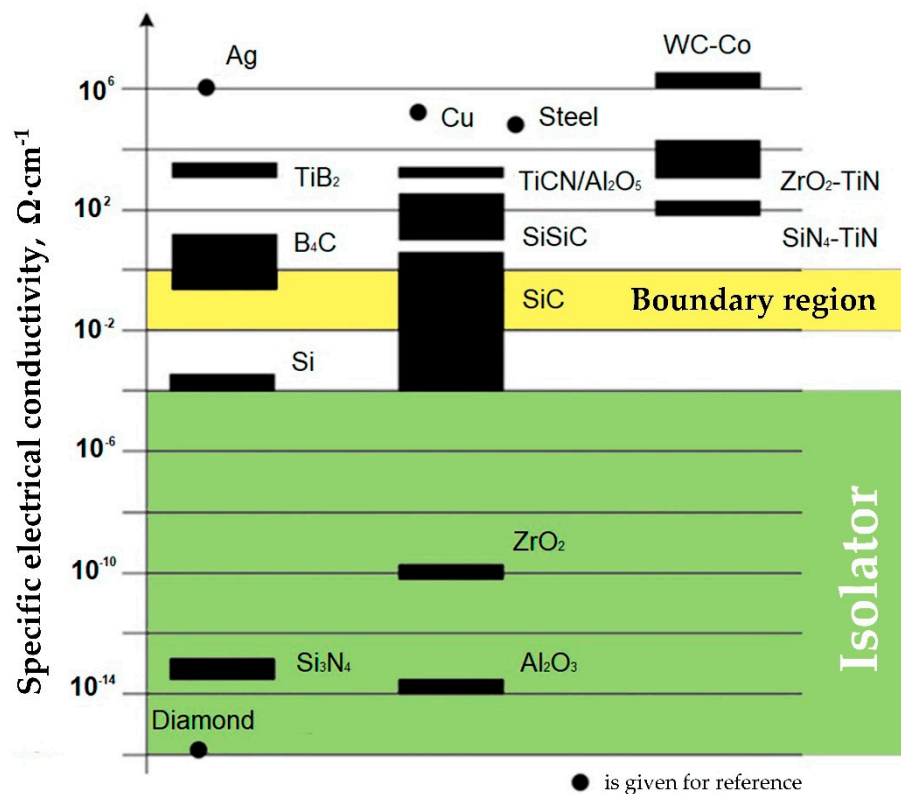 Specific electrical conductivity, Ω·cm⁻¹
Ag
WC-Co
10⁶
Cu
Steel
TiB₂
TiCN/Al₂O₅
ZrO₂-TiN
10²
B₄C
SiSiC
SiN₄-TiN
SiC
Boundary region
10⁻²
Si
10⁻⁶
Isolator
ZrO₂
10⁻¹⁰
Si₃N₄
Al₂O₃
10⁻¹⁴
Diamond
is given for reference